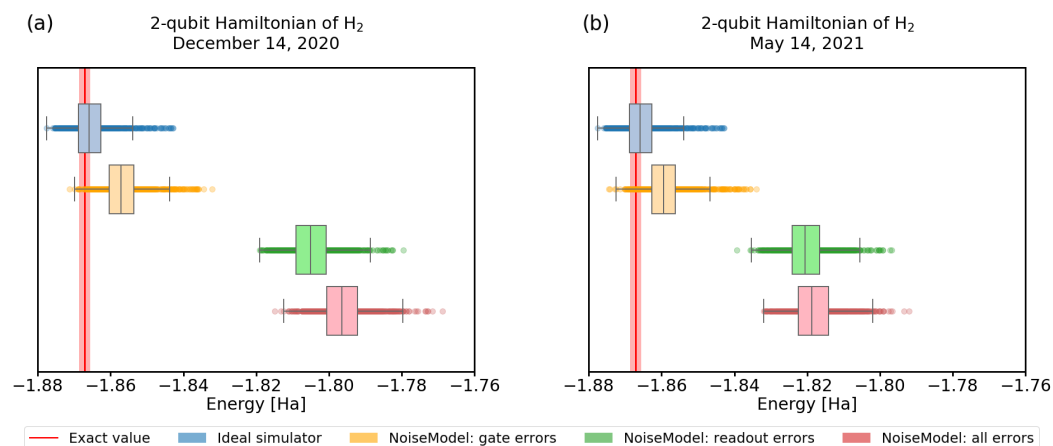 (a)
2-qubit Hamiltonian of H₂
December 14, 2020
−1.88 −1.86 −1.84 −1.82 −1.80 −1.78 −1.76
Energy [Ha]
(b)
2-qubit Hamiltonian of H₂
May 14, 2021
−1.88 −1.86 −1.84 −1.82 −1.80 −1.78 −1.76
Energy [Ha]
Exact value Ideal simulator NoiseModel: gate errors NoiseModel: readout errors NoiseModel: all errors